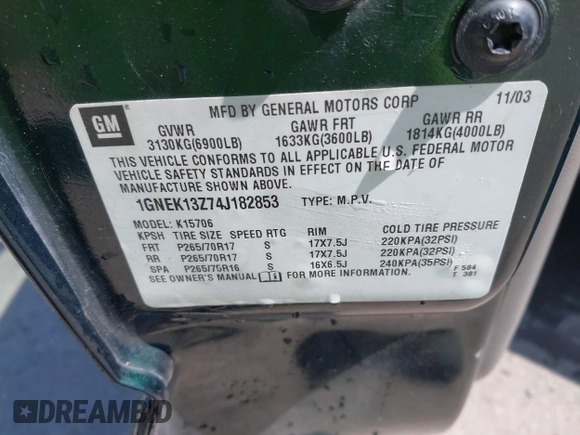 GM ®
MFD BY GENERAL MOTORS CORP 11/03
GVWR GAWR FRT GAWR RR
3130KG(6900LB) 1633KG(3600LB) 1814KG(4000LB)
THIS VEHICLE CONFORMS TO ALL APPLICABLE U.S. FEDERAL MOTOR
VEHICLE SAFETY STANDARDS IN EFFECT ON THE DATE OF
MANUFACTURE SHOWN ABOVE.
1GNEK13Z74J182853 TYPE: M.P.V.
MODEL: K15706
KPSH TIRE SIZE SPEED RTG RIM COLD TIRE PRESSURE
FRT P265/70R17 S 17X7.5J 220KPA(32PSI)
RR P265/70R17 S 17X7.5J 220KPA(32PSI)
SPA P265/75R16 S 16X6.5J 240KPA(35PSI) F 584
SEE OWNER'S MANUAL FOR MORE INFORMATION T 381
DREAMBID